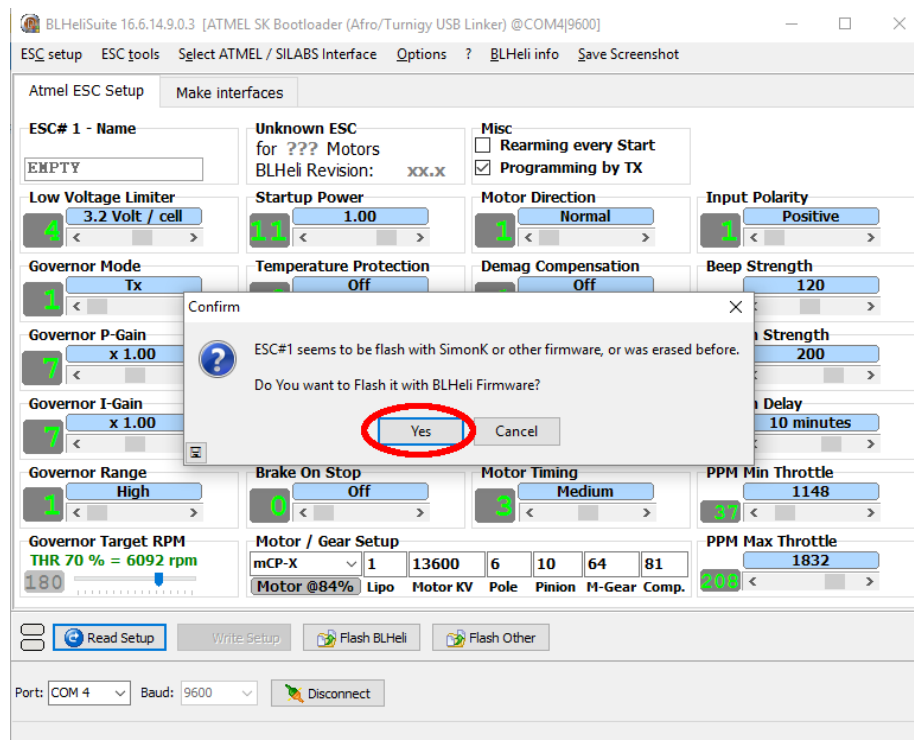 BLHeliSuite 16.6.14.9.0.3 [ATMEL SK Bootloader (Afro/Turnigy USB Linker) @COM4|9600]
ESC setup ESC tools Select ATMEL / SILABS Interface Options ? BLHeli info Save Screenshot
Atmel ESC Setup Make interfaces
ESC# 1 - Name Unknown ESC Misc
for ??? Motors Rearming every Start
EMPTY BLHeli Revision: xx.x Programming by TX
Low Voltage Limiter Startup Power Motor Direction Input Polarity
3.2 Volt / cell 1.00 Normal Positive
4 11 1 1
Governor Mode Temperature Protection Demag Compensation Beep Strength
Tx Off Off 120
1
Confirm
Governor P-Gain Strength
x 1.00 200
7
ESC#1 seems to be flash with SimonK or other firmware, or was erased before.
Do You want to Flash it with BLHeli Firmware?
Governor I-Gain Delay
x 1.00 10 minutes
7
Yes Cancel
Governor Range Brake On Stop Motor Timing PPM Min Throttle
High Off Medium 1148
1 0 3 37
Governor Target RPM Motor / Gear Setup PPM Max Throttle
THR 70 % = 6092 rpm mCP-X 1 13600 6 10 64 81 1832
180 Motor @84% Lipo Motor KV Pole Pinion M-Gear Comp. 208
Read Setup Write Setup Flash BLHeli Flash Other
Port: COM 4 Baud: 9600 Disconnect